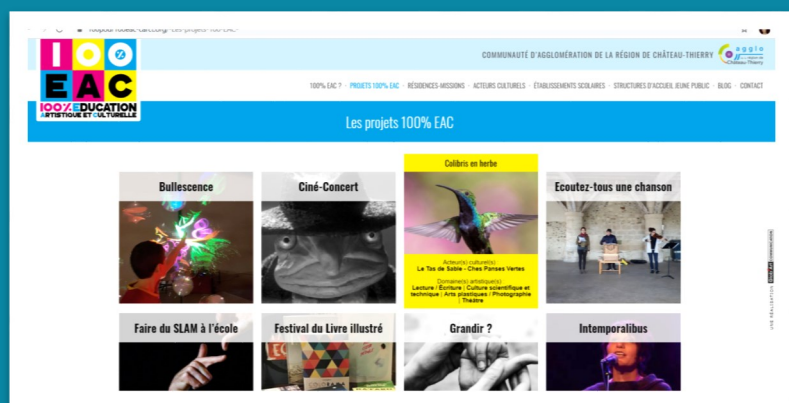 COMMUNAUTÉ D'AGGLOMÉRATION DE LA RÉGION DE CHÂTEAU-THIERRY
agglo
Château-Thierry
100%
EAC
100% EDUCATION
ARTISTIQUE ET CULTURELLE
100% EAC ? - PROJETS 100% EAC - RÉSIDENCES-MISSIONS - ACTEURS CULTURELS - ÉTABLISSEMENTS SCOLAIRES - STRUCTURES D'ACCUEIL JEUNE PUBLIC - BLOG - CONTACT
Les projets 100% EAC
Bullescence
Ciné-Concert
Calibris en herbe
Ecoutez-tous une chanson
Acteur(s) culturel(s)
Le Tas de Sable - Ches Panses Vertes
Domaine(s) artistique(s)
Lecture / Écriture | Culture scientifique et
technique | Arts plastiques / Photographie
| Théâtre
UNE RÉALISATION
Faire du SLAM à l'école
Festival du Livre illustré
Grandir ?
Intemporalibus